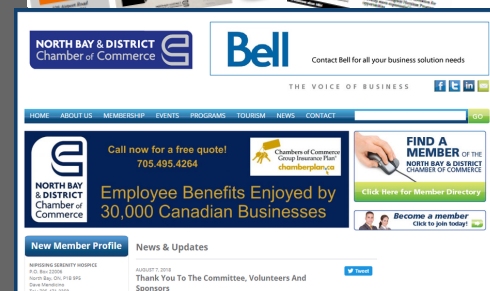 NORTH BAY & DISTRICT
Chamber of Commerce
Bell
Contact Bell for all your business solution needs
THE VOICE OF BUSINESS
HOME ABOUT US MEMBERSHIP EVENTS PROGRAMS TOURISM NEWS CONTACT
GO
NORTH BAY
& DISTRICT
Chamber of
Commerce
Call now for a free quote!
705.495.4264
Chambers of Commerce
Group Insurance Plan
chamberplan.ca
Employee Benefits Enjoyed by
30,000 Canadian Businesses
FIND A
MEMBER OF THE
NORTH BAY & DISTRICT
CHAMBER OF COMMERCE
Click Here for Member Directory
Become a member
Click to join today!
New Member Profile
NIPISSING SERENITY HOSPICE
P.O. Box 22006
North Bay, ON, P1B 9P5
News & Updates
AUGUST 7, 2018
Thank You To The Committee, Volunteers And
Sponsors
Tweet